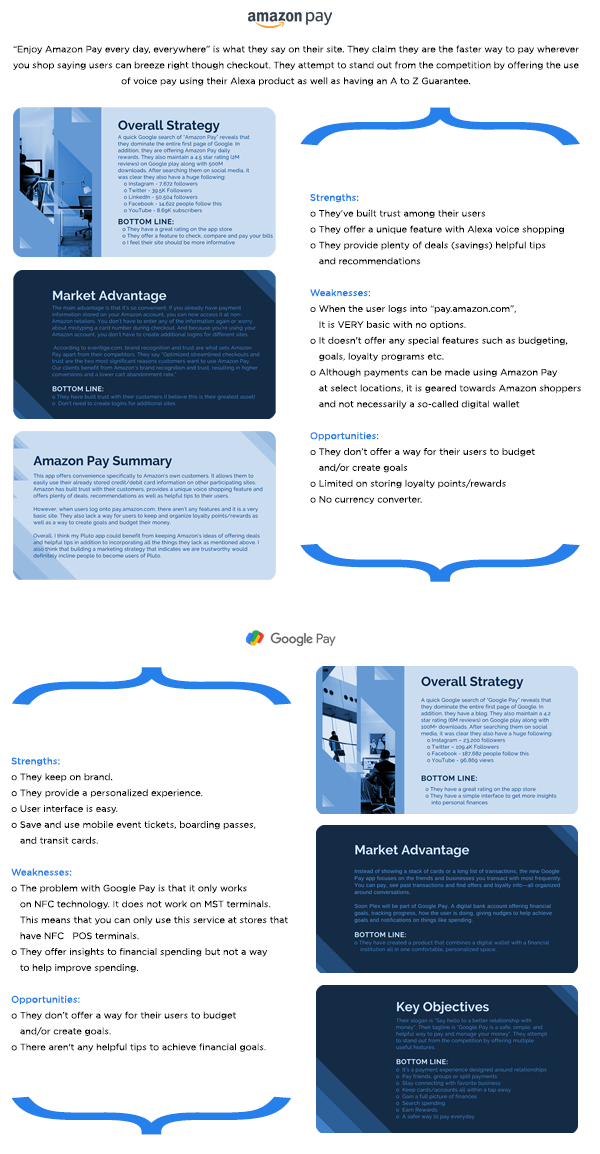 amazon pay
“Enjoy Amazon Pay every day, everywhere” is what they say on their site. They claim they are the faster way to pay wherever
you shop saying users can breeze right though checkout. They attempt to stand out from the competition by offering the use
of voice pay using their Alexa product as well as having an A to Z Guarantee.
Overall Strategy
A quick Google search of "Amazon Pay" reveals that
they dominate the entire first page of Google. In
addition, they are offering Amazon Pay daily
rewards. They also maintain a 4.5 star rating (2M
reviews) on Google play along with 500M
downloads. After searching them on social media, it
was clear they also have a huge following:
o Instagram - 7,672 followers
o Twitter - 39.5K Followers
o LinkedIn - 50,504 followers
o Facebook - 14,622 people follow this
o YouTube - 8.69K subscribers
BOTTOM LINE:
o They have a great rating on the app store
o They offer a feature to check, compare and pay your bills
o I feel their site should be more informative
Market Advantage
The main advantage is that it's so convenient. If you already have payment
information stored on your Amazon account, you can now access it at non-
Amazon retailers. You don't have to enter any of the information again or worry
about mistyping a card number during checkout. And because you're using your
Amazon account, you don't have to create additional logins for different sites.
According to eventige.com, brand recognition and trust are what sets Amazon
Pay apart from their competitors. They say "Optimized streamlined checkouts and
trust are the two most significant reasons customers want to use Amazon Pay.
Our clients benefit from Amazon's brand recognition and trust, resulting in higher
conversions and a lower cart abandonment rate."
BOTTOM LINE:
o They have built trust with their customers (I believe this is their greatest asset)
o Don't need to create logins for additional sites
Amazon Pay Summary
This app offers convenience specifically to Amazon's own customers. It allows them to
easily use their already stored credit/debit card information on other participating sites.
Amazon has built trust with their customers, provides a unique voice shopping feature and
offers plenty of deals, recommendations as well as helpful tips to their users.
However, when users log onto pay.amazon.com, there aren't any features and it is a very
basic site. They also lack a way for users to keep and organize loyalty points/rewards as
well as a way to create goals and budget their money.
Overall, I think my Pluto app could benefit from keeping Amazon's ideas of offering deals
and helpful tips in addition to incorporating all the things they lack as mentioned above. I
also think that building a marketing strategy that indicates we are trustworthy would
definitely incline people to become users of Pluto.
Strengths:
o They’ve built trust among their users
o They offer a unique feature with Alexa voice shopping
o They provide plenty of deals (savings) helpful tips
and recommendations
Weaknesses:
o When the user logs into “pay.amazon.com”,
It is VERY basic with no options.
o It doesn't offer any special features such as budgeting,
goals, loyalty programs etc.
o Although payments can be made using Amazon Pay
at select locations, it is geared towards Amazon shoppers
and not necessarily a so-called digital wallet
Opportunities:
o They don’t offer a way for their users to budget
and/or create goals
o Limited on storing loyalty points/rewards
o No currency converter.
Google Pay
Strengths:
o They keep on brand.
o They provide a personalized experience.
o User interface is easy.
o Save and use mobile event tickets, boarding passes,
and transit cards.
Weaknesses:
o The problem with Google Pay is that it only works
on NFC technology. It does not work on MST terminals.
This means that you can only use this service at stores that
have NFC POS terminals.
o They offer insights to financial spending but not a way
to help improve spending.
Opportunities:
o They don’t offer a way for their users to budget
and/or create goals.
o There aren’t any helpful tips to achieve financial goals.
Overall Strategy
A quick Google search of "Google Pay" reveals that
they dominate the entire first page of Google. In
addition, they have a blog. They also maintain a 4.2
star rating (6M reviews) on Google play along with
100M+ downloads. After searching them on social
media, it was clear they also have a huge following:
o Instagram – 23,200 followers
o Twitter – 109.4K Followers
o Facebook - 187,682 people follow this
o YouTube - 96,869 views
BOTTOM LINE:
o They have a great rating on the app store
o They have a simple interface to get more insights
into personal finances
Market Advantage
Instead of showing a stack of cards or a long list of transactions, the new Google
Pay app focuses on the friends and businesses you transact with most frequently.
You can pay, see past transactions and find offers and loyalty info—all organized
around conversations.
Soon Plex will be part of Google Pay. A digital bank account offering financial
goals, tracking progress, how the user is doing, giving nudges to help achieve
goals and notifications on things like spending.
BOTTOM LINE:
o They have created a product that combines a digital wallet with a financial
institution all in one comfortable, personalized space.
Key Objectives
Their slogan is "Say hello to a better relationship with
money". Their tagline is "Google Pay is a safe, simple, and
helpful way to pay and manage your money". They attempt
to stand out from the competition by offering multiple
useful features.
BOTTOM LINE:
o It's a payment experience designed around relationships
o Pay friends, groups or split payments
o Stay connecting with favorite business
o Keep cards/accounts all within a tap away
o Gain a full picture of finances
o Search spending
o Earn Rewards
o A safer way to pay everyday